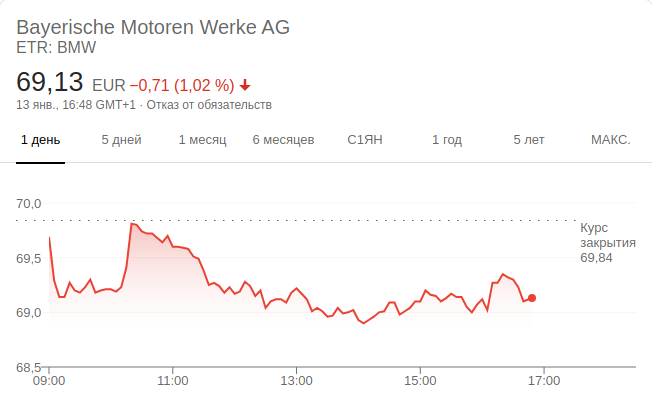 Bayerische Motoren Werke AG
ETR: BMW
69,13 EUR −0,71 (1,02 %)
13 янв., 16:48 GMT+1 · Отказ от обязательств
1 день 5 дней 1 месяц 6 месяцев С1ЯН 1 год 5 лет МАКС.
70,0
Курс
закрытия
69,5
69,84
69,0
68,5
09:00 11:00 13:00 15:00 17:00